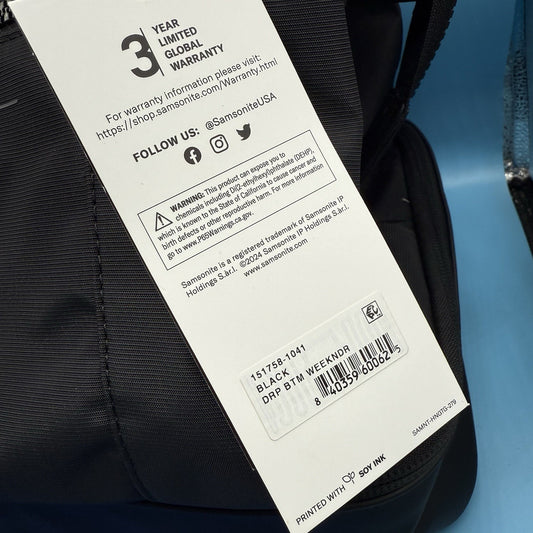 3 YEAR
LIMITED
GLOBAL
WARRANTY
For warranty information please visit:
https://shop.samsonite.com/Warranty.html
FOLLOW US: @SamsoniteUSA
WARNING: This product can expose you to
chemicals including Di(2-ethylhexyl)phthalate (DEHP),
which is known to the State of California to cause cancer and
birth defects or other reproductive harm. For more information
go to www.P65Warnings.ca.gov.
Samsonite is a registered trademark of Samsonite IP
Holdings S.àr.l. ©2024 Samsonite IP Holdings S.àr.l.
www.samsonite.com
151758-1041
BLACK
DRP BTM WEEKNDR
8 40359 60062 5
SAMNT-HNGTG-279
PRINTED WITH SOY INK